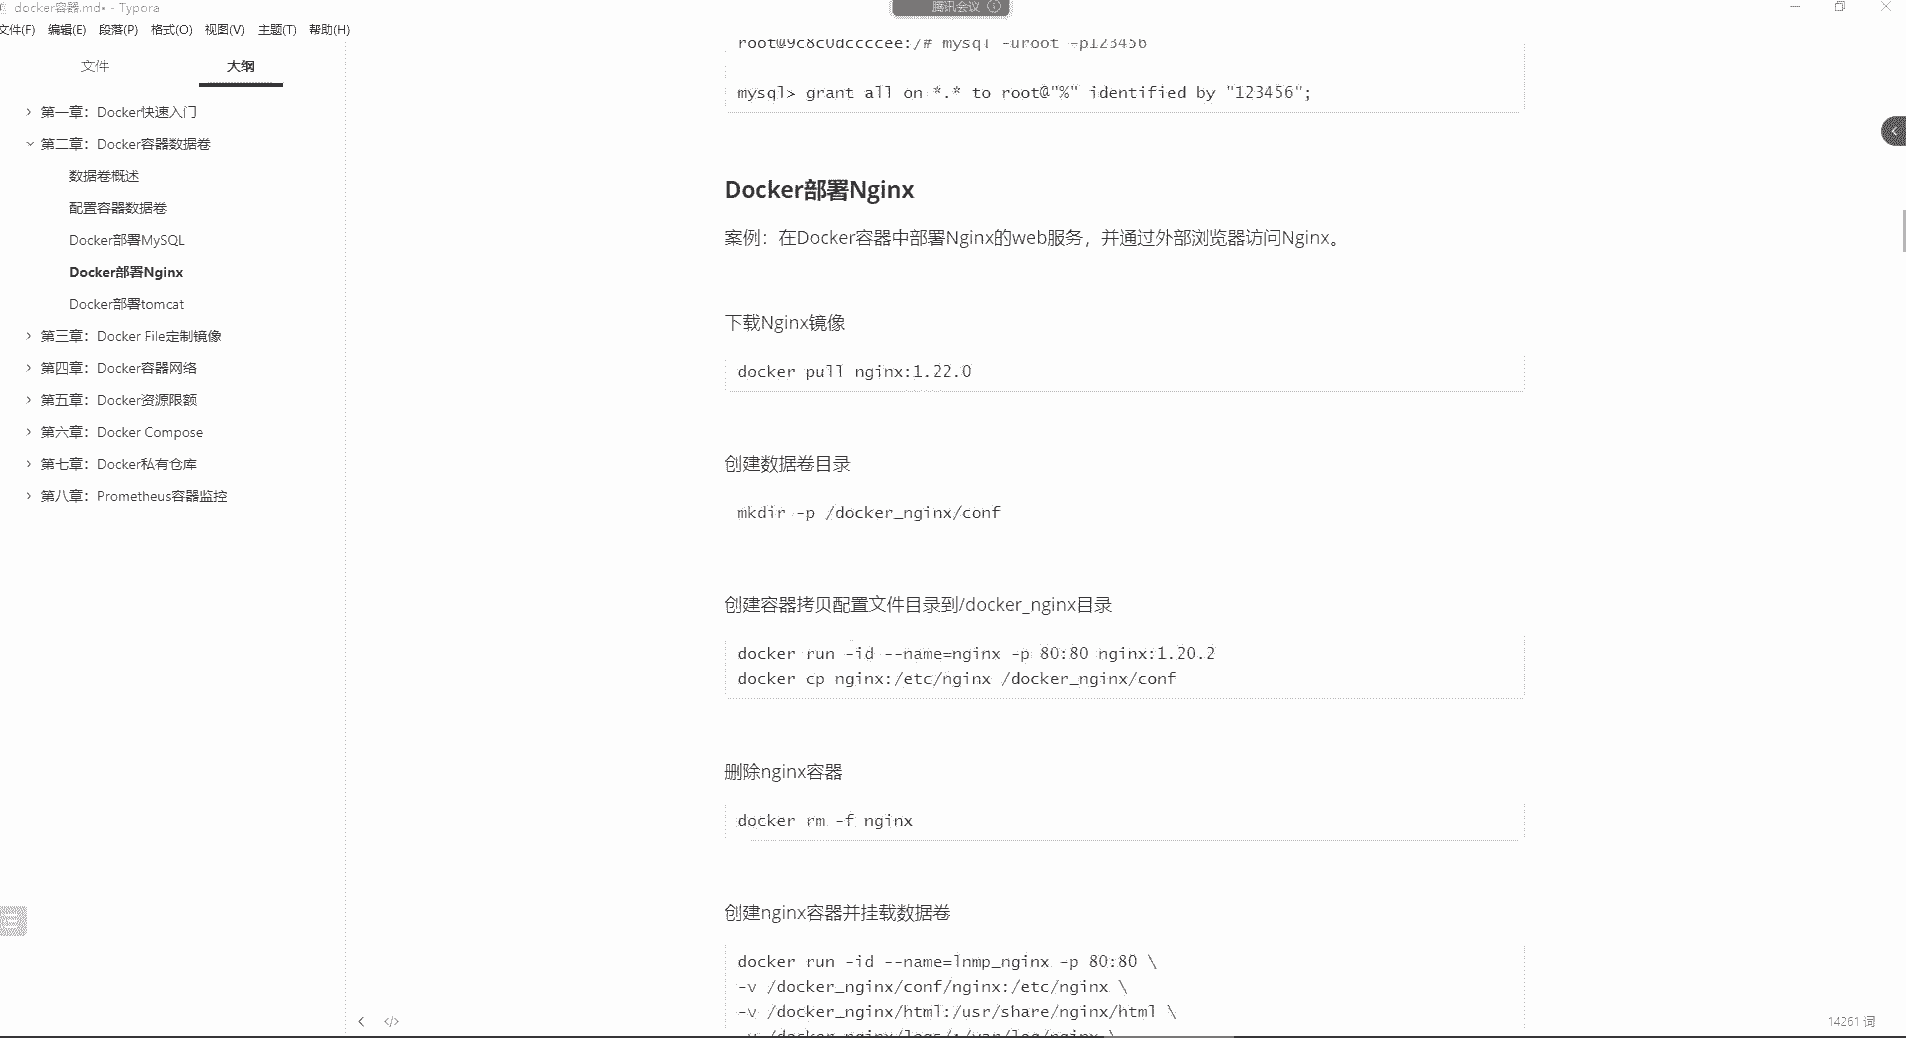 docker容器.md• - Typora
腾讯会议
文件(F) 编辑(E) 段落(P) 格式(O) 视图(V) 主题(T) 帮助(H)
文件 大纲
第一章：Docker快速入门
第二章：Docker容器数据卷
数据卷概述
配置容器数据卷
Docker部署MySQL
Docker部署Nginx
Docker部署tomcat
第三章：Docker File定制镜像
第四章：Docker容器网络
第五章：Docker资源限额
第六章：Docker Compose
第七章：Docker私有仓库
第八章：Prometheus容器监控
root@9c8c0dccccee:/# mysql -uroot -p123456
mysql> grant all on *.* to root@"%" identified by "123456";
Docker部署Nginx
案例：在Docker容器中部署Nginx的web服务，并通过外部浏览器访问Nginx。
下载Nginx镜像
docker pull nginx:1.22.0
创建数据卷目录
mkdir -p /docker_nginx/conf
创建容器拷贝配置文件目录到/docker_nginx目录
docker run -id --name=nginx -p 80:80 nginx:1.20.2
docker cp nginx:/etc/nginx /docker_nginx/conf
删除nginx容器
docker rm -f nginx
创建nginx容器并挂载数据卷
docker run -id --name=lnmp_nginx -p 80:80 \
-v /docker_nginx/conf/nginx:/etc/nginx \
-v /docker_nginx/html:/usr/share/nginx/html \
-v /docker_nginx/logs/:/var/log/nginx \
14261 词